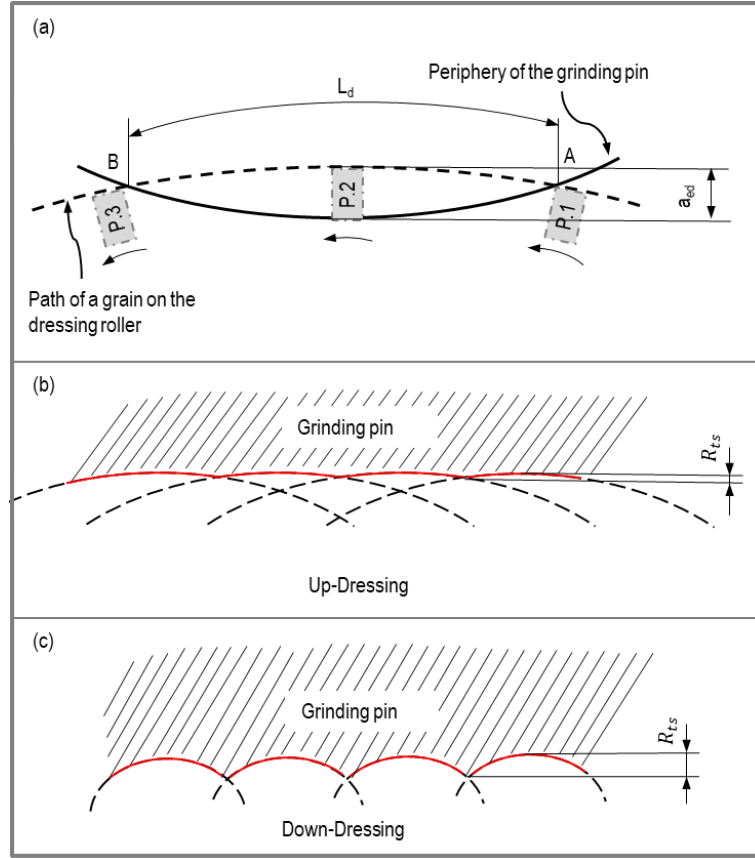 (a)
Periphery of the grinding pin
L_d
B
A
P.3
P.2
P.1
a_ed
Path of a grain on the
dressing roller
(b)
Grinding pin
R_ts
Up-Dressing
(c)
Grinding pin
R_ts
Down-Dressing